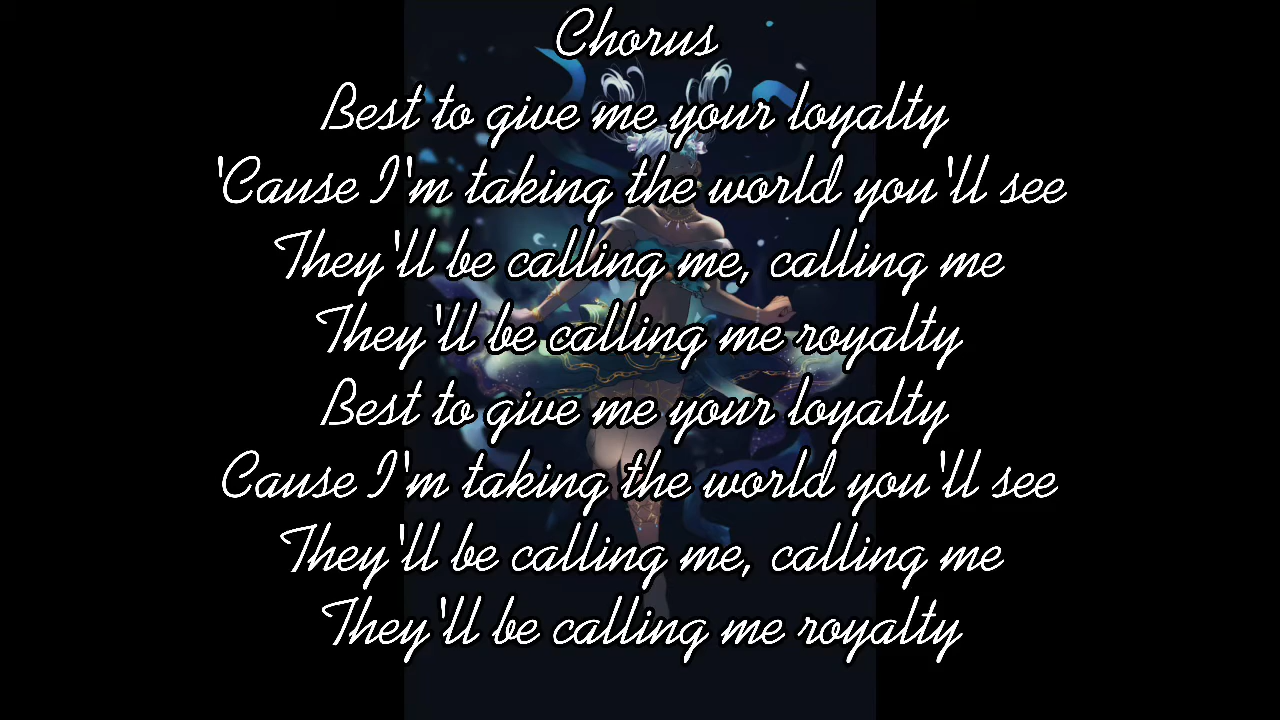 Chorus
Best to give me your loyalty
'Cause I'm taking the world you'll see
They'll be calling me, calling me
They'll be calling me royalty
Best to give me your loyalty
Cause I'm taking the world you'll see
They'll be calling me, calling me
They'll be calling me royalty